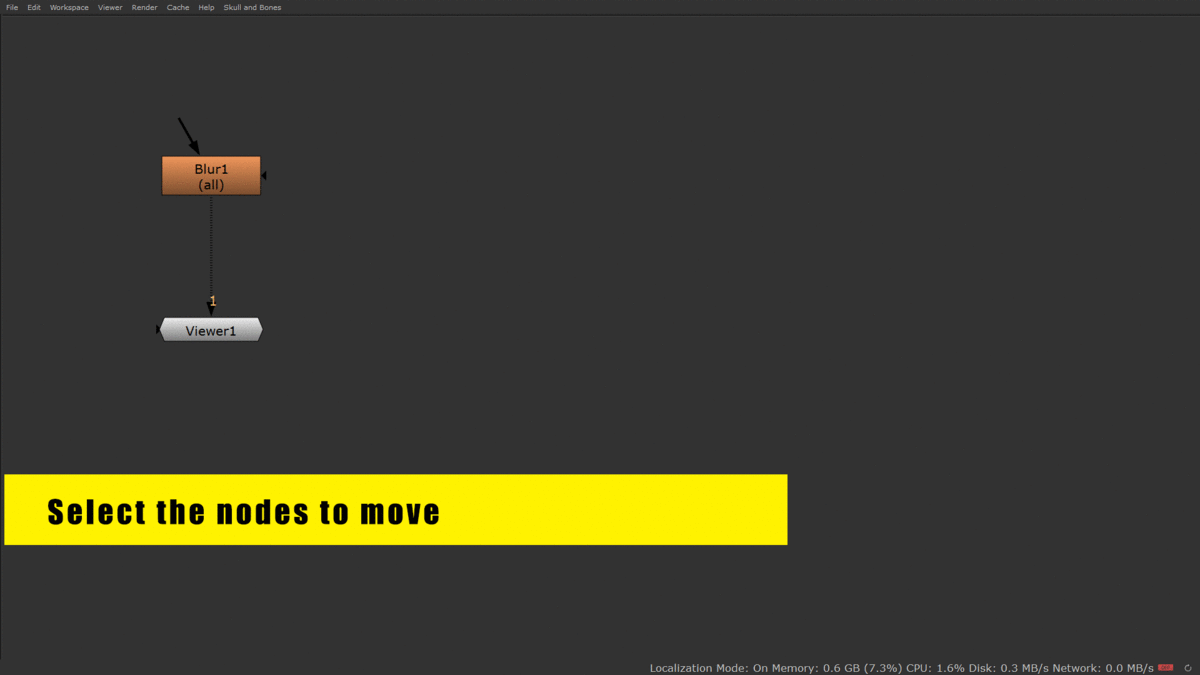 File Edit Workspace Viewer Render Cache Help Skull and Bones
Blur1
(all)
1
Viewer1
Select the nodes to move
Localization Mode: On Memory: 0.6 GB (7.3%) CPU: 1.6% Disk: 0.3 MB/s Network: 0.0 MB/s